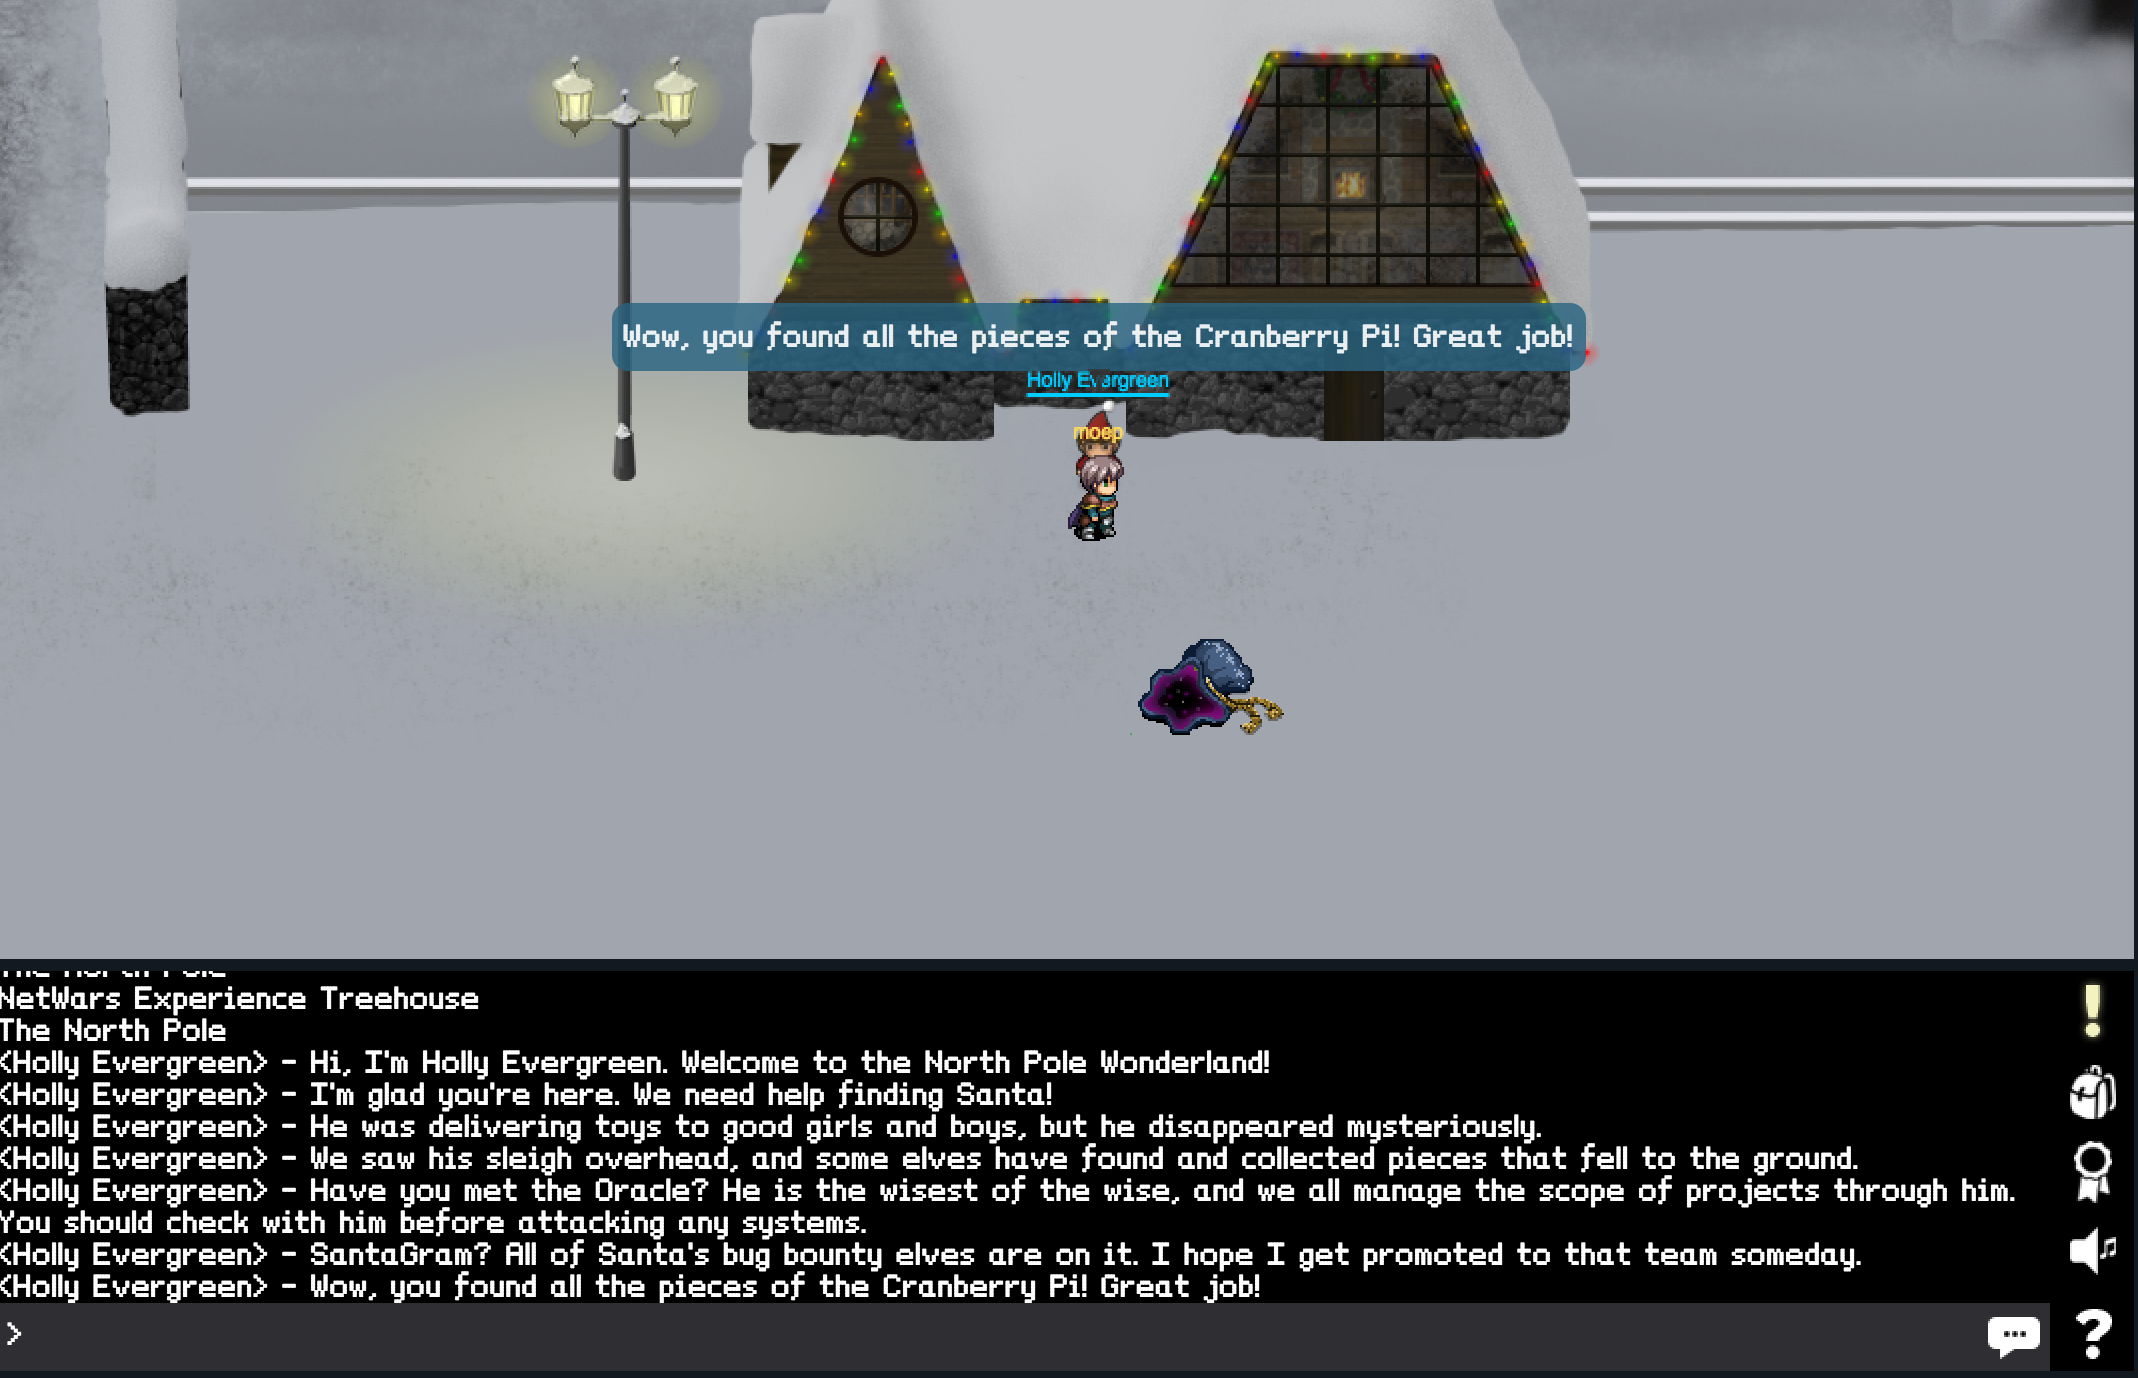 Wow, you found all the pieces of the Cranberry Pi! Great job!
Holly Evergreen
moep
The North Pole
NetWars Experience Treehouse
The North Pole
<Holly Evergreen> - Hi, I'm Holly Evergreen. Welcome to the North Pole Wonderland!
<Holly Evergreen> - I'm glad you're here. We need help finding Santa!
<Holly Evergreen> - He was delivering toys to good girls and boys, but he disappeared mysteriously.
<Holly Evergreen> - We saw his sleigh overhead, and some elves have found and collected pieces that fell to the ground.
<Holly Evergreen> - Have you met the Oracle? He is the wisest of the wise, and we all manage the scope of projects through him.
You should check with him before attacking any systems.
<Holly Evergreen> - SantaGram? All of Santa's bug bounty elves are on it. I hope I get promoted to that team someday.
<Holly Evergreen> - Wow, you found all the pieces of the Cranberry Pi! Great job!
>